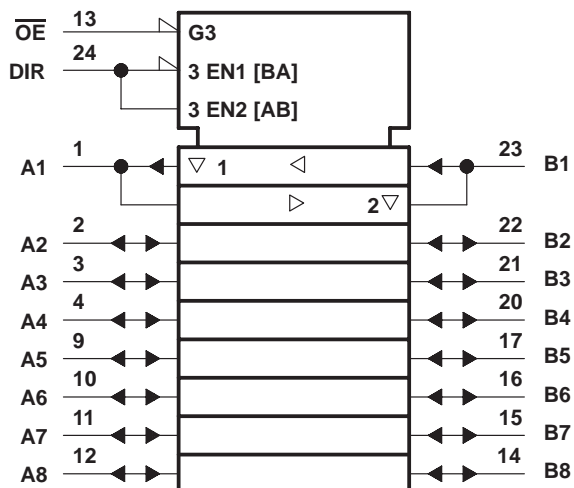 OE 13 G3
DIR 24 3 EN1 [BA]
3 EN2 [AB]
A1 1 ▽ 1 ◁ 23 B1
▷ 2 ▽
A2 2 22 B2
A3 3 21 B3
A4 4 20 B4
A5 9 17 B5
A6 10 16 B6
A7 11 15 B7
A8 12 14 B8